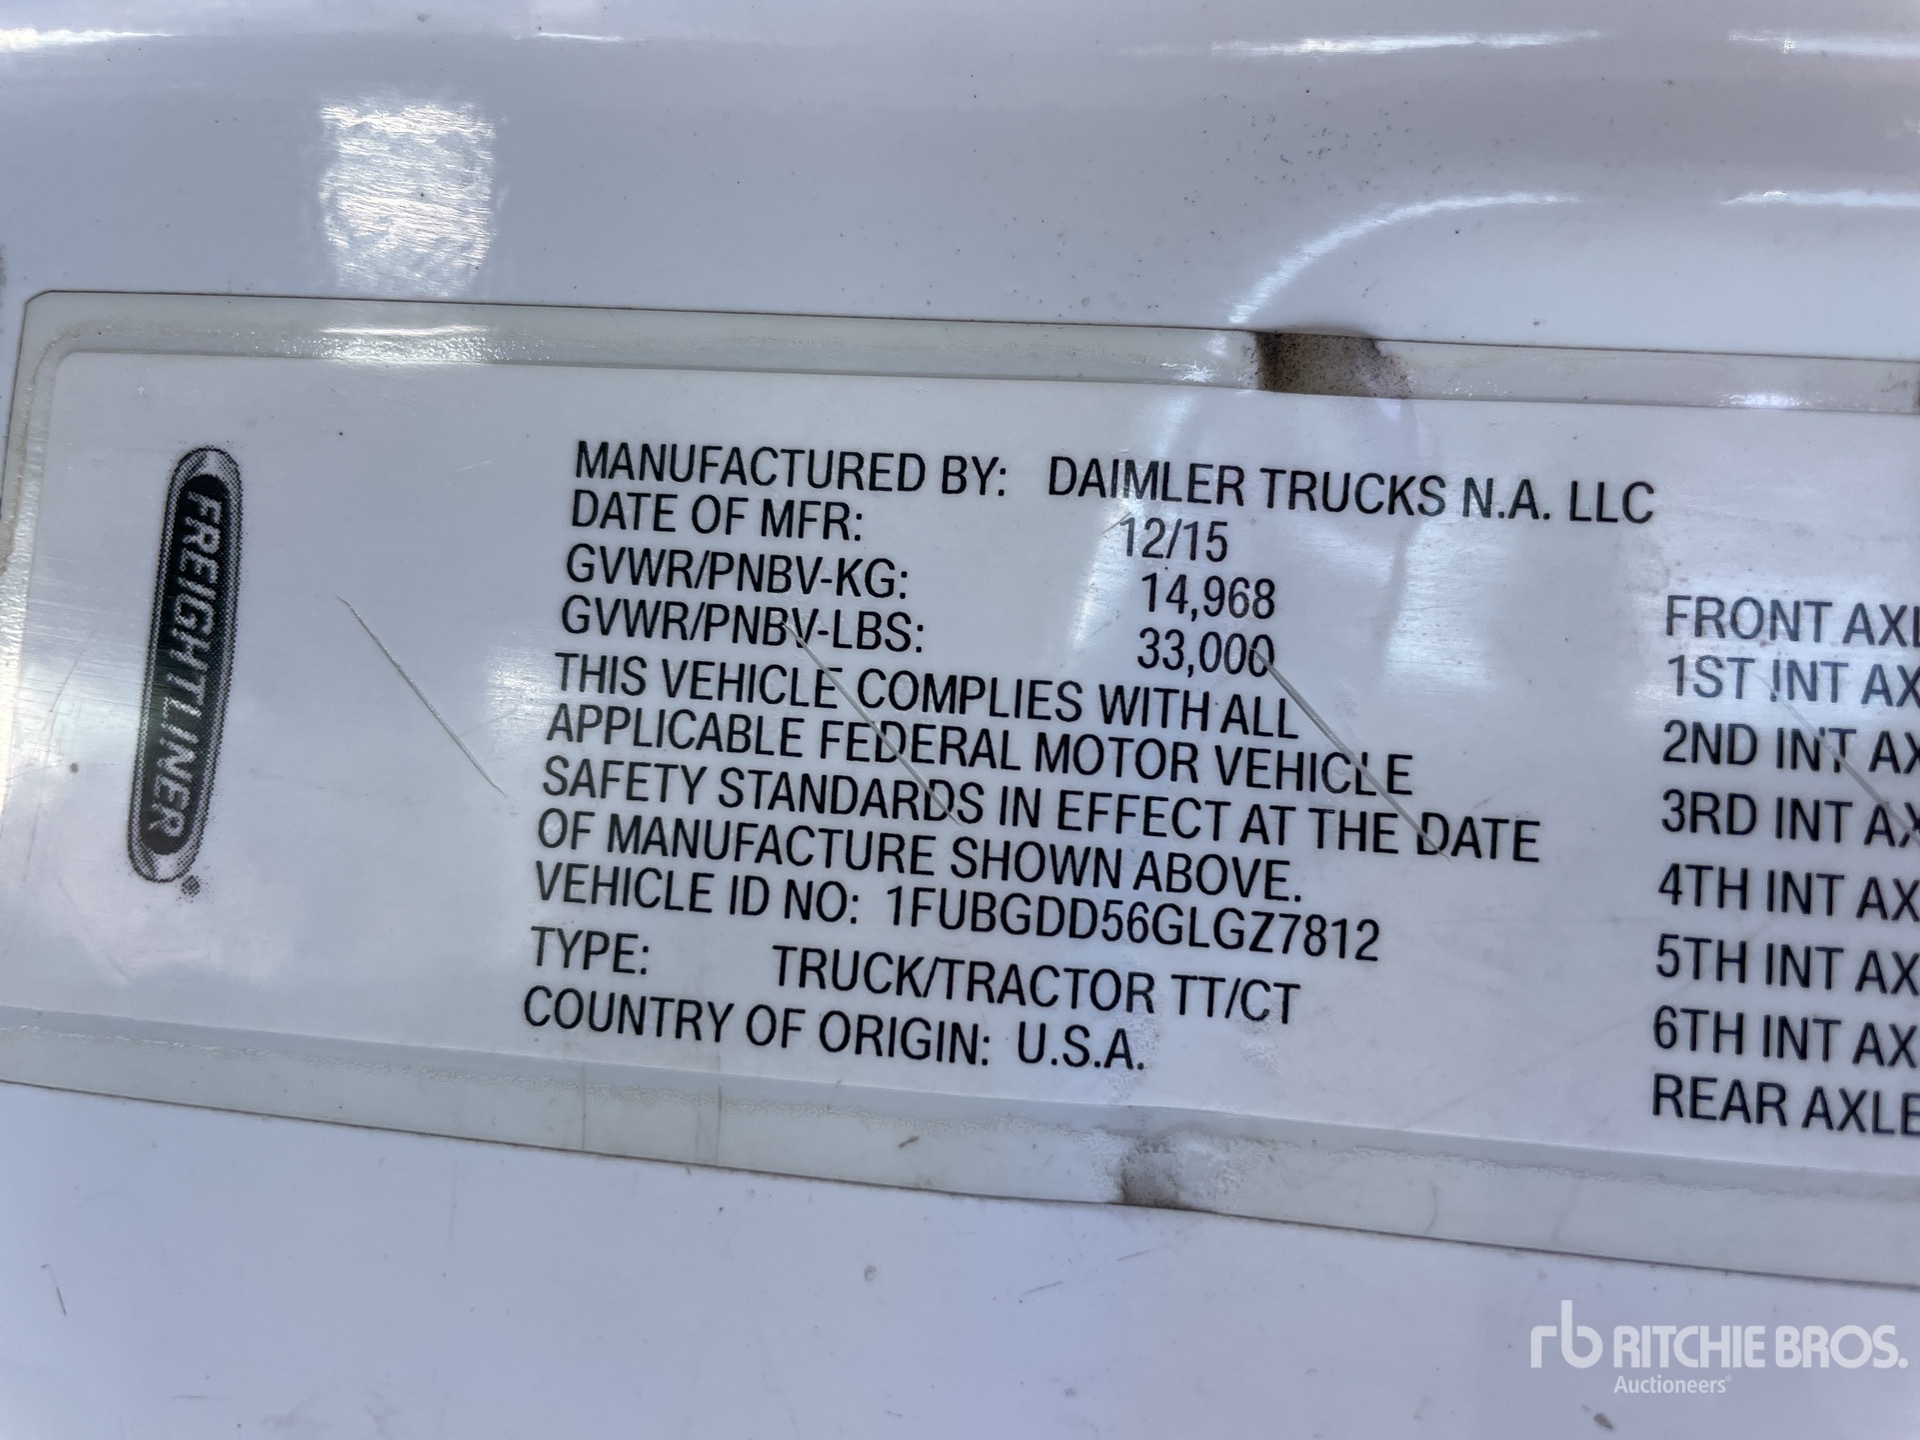 FREIGHTLINER
MANUFACTURED BY: DAIMLER TRUCKS N.A. LLC
DATE OF MFR: 12/15
GVWR/PNBV-KG: 14,968
GVWR/PNBV-LBS: 33,000
THIS VEHICLE COMPLIES WITH ALL
APPLICABLE FEDERAL MOTOR VEHICLE
SAFETY STANDARDS IN EFFECT AT THE DATE
OF MANUFACTURE SHOWN ABOVE.
VEHICLE ID NO: 1FUBGDD56GLGZ7812
TYPE: TRUCK/TRACTOR TT/CT
COUNTRY OF ORIGIN: U.S.A.
FRONT AXL
1ST INT AX
2ND INT AX
3RD INT AX
4TH INT AX
5TH INT AX
6TH INT AX
REAR AXLE
rb RITCHIE BROS.
Auctioneers